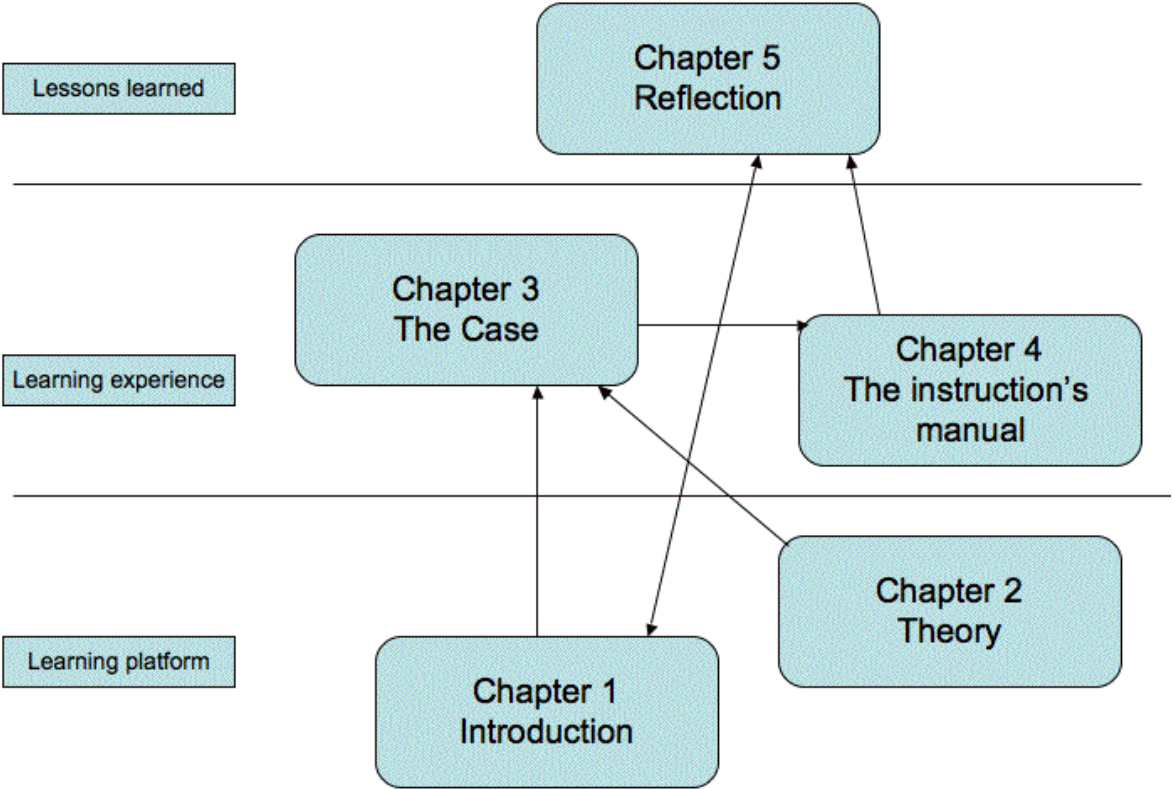 Chapter 5
Reflection
Lessons learned
Chapter 3
The Case
Chapter 4
The instruction's
manual
Learning experience
Chapter 2
Theory
Learning platform
Chapter 1
Introduction